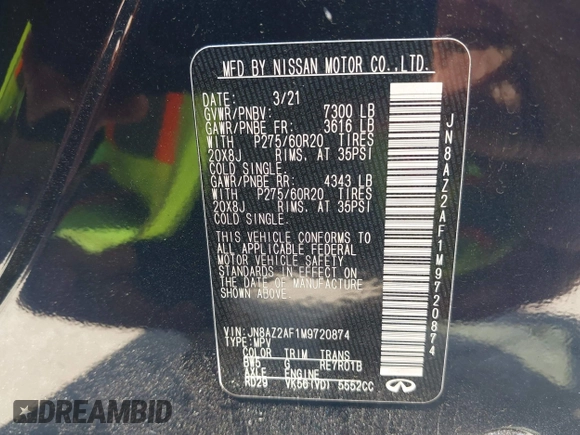 MFD BY NISSAN MOTOR CO.,LTD.
DATE: 3/21
GVWR/PNBV: 7300 LB
GAWR/PNBE FR: 3616 LB
WITH P275/60R20 TIRES
20X8J RIMS. AT 35PSI
COLD SINGLE.
GAWR/PNBE RR: 4343 LB
WITH P275/60R20 TIRES
20X8J RIMS. AT 35PSI
COLD SINGLE.
THIS VEHICLE CONFORMS TO
ALL APPLICABLE FEDERAL
MOTOR VEHICLE SAFETY
STANDARDS IN EFFECT ON
THE DATE OF MANUFACTURE
SHOWN ABOVE.
VIN: JN8AZ2AF1M9720874
TYPE: MPV
COLOR TRIM TRANS
G RE7R01B
AXLE ENGINE
RD29 VK56(VD) 5552CC
JN8AZ2AF1M9720874
DREAMBID